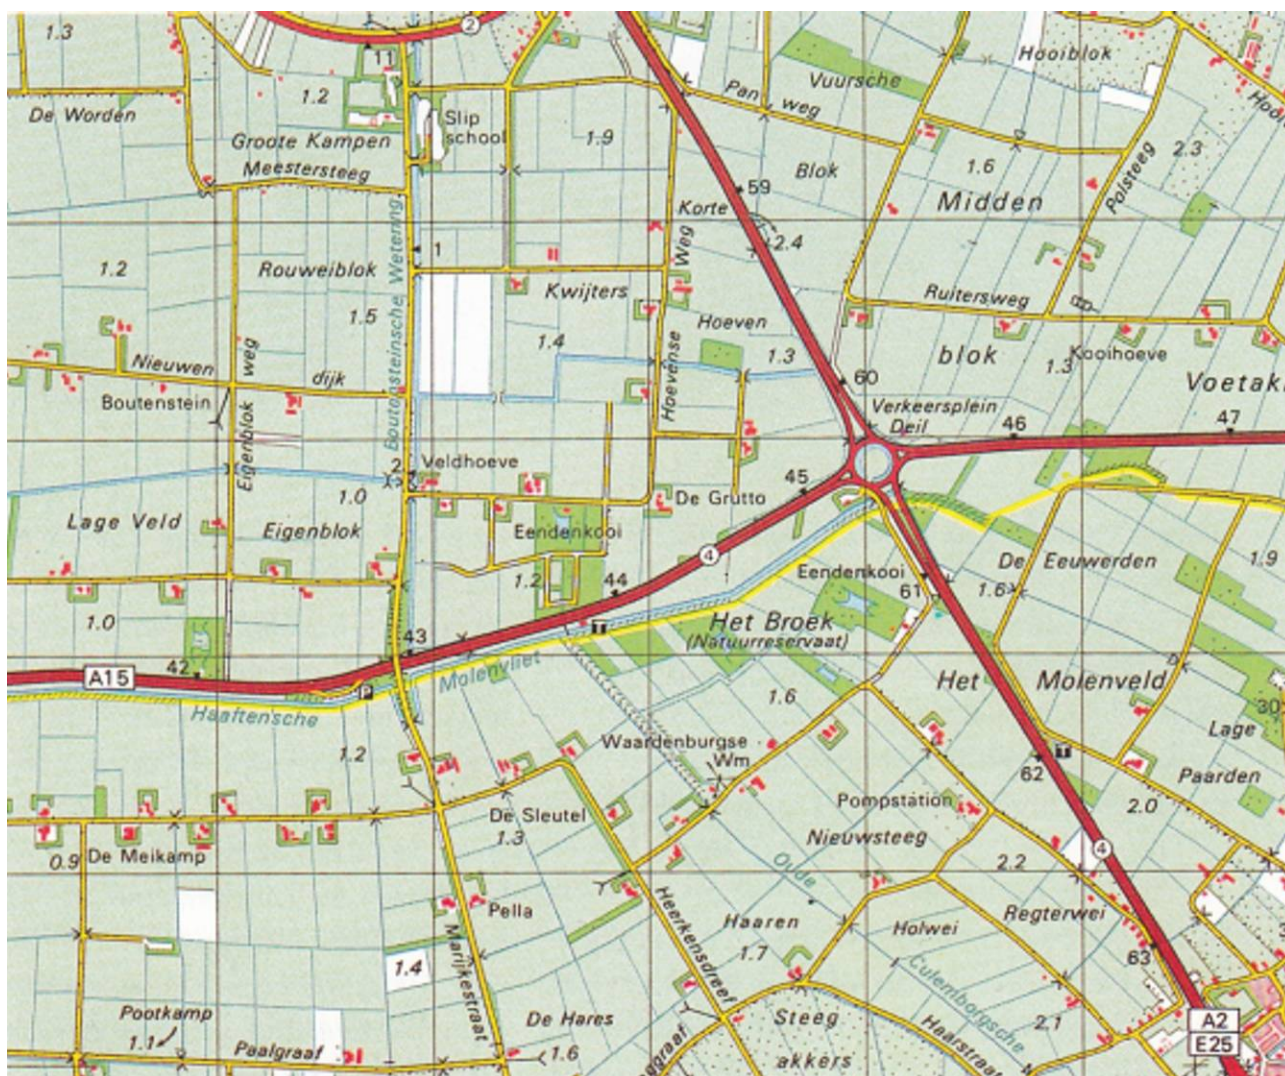 1.3
2
11
Hooiblok
Vuursche
De Worden
1.2
Pan weg
Slip
school
Groote Kampen
Meestersteeg
1.9
2.3
Blok
1.6
Polsteeg
59
Midden
Korte
Weg
2.4
1
1.2
Rouweiblok
Boutensteinsche Wetering
Kwijters
Ruitersweg
1.5
Hoeven
1.4
1.3
blok
Kooihoeve
1.3
Nieuwen
dijk
weg
Hoevense
60
Voetak
Boutenstein
Verkeersplein
Deil
46
47
Eigenblok
2
Veldhoeve
45
1.0
De Grutto
Lage Veld
Eigenblok
Eendenkooi
4
De Eeuwerden
1.9
1.2
44
Eendenkooi
61
1.6
1.0
Het Broek
(Natuurreservaat)
43
42
A15
P
Molenvliet
Haaftensche
1.6
Het
Molenveld
30
Lage
1.2
Waardenburgse
Wm
62
Paarden
Pompstation
2.0
De Sleutel
1.3
Nieuwsteeg
4
0.9
De Meikamp
Oude
2.2
Pella
Heerkensdreef
Haaren
Holwei
Regterwei
1.7
63
Marijkestraat
1.4
Culemborgsche
Pootkamp
1.1
Paalgraaf
De Hares
1.6
Steeg
akkers
Haarstraat
2.1
A2
E25